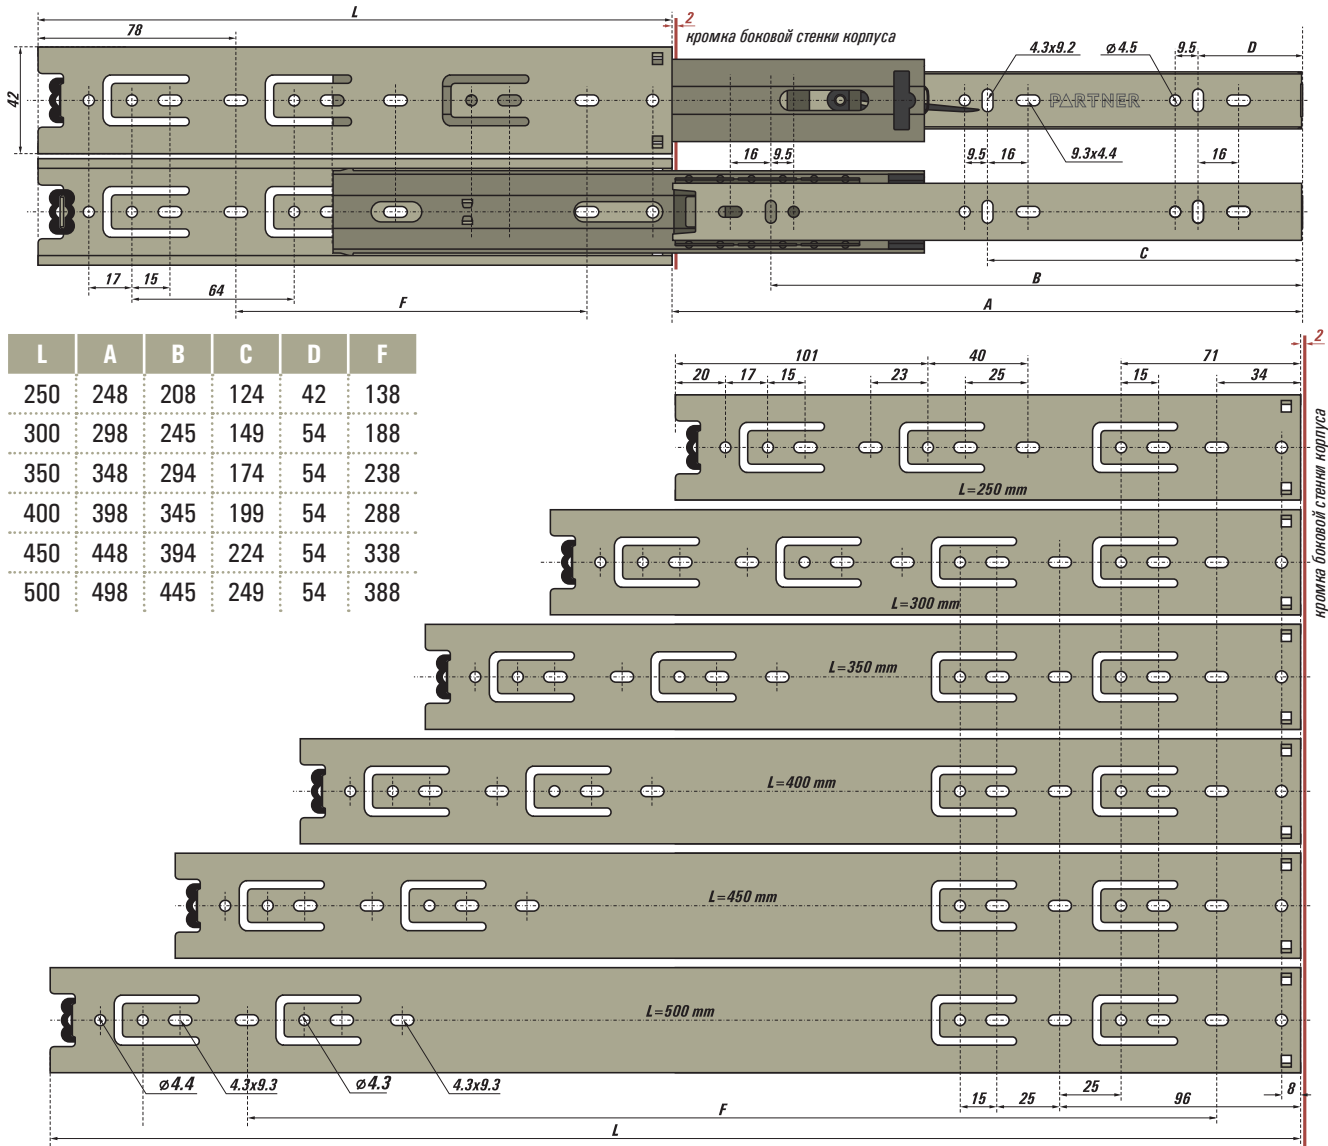 L
78
2
кромка боковой стенки корпуса
4.3x9.2
⌀4.5
9.5
D
42
PARTNER
16
9.5
9.5
16
9.3x4.4
16
17
15
64
F
C
B
A
L A B C D F
250 248 208 124 42 138
300 298 245 149 54 188
350 348 294 174 54 238
400 398 345 199 54 288
450 448 394 224 54 338
500 498 445 249 54 388
2
101
40
71
20
17
15
23
25
15
34
кромка боковой стенки корпуса
L=250 mm
L=300 mm
L=350 mm
L=400 mm
L=450 mm
L=500 mm
⌀4.4
4.3x9.3
⌀4.3
4.3x9.3
25
8
15
25
96
F
L